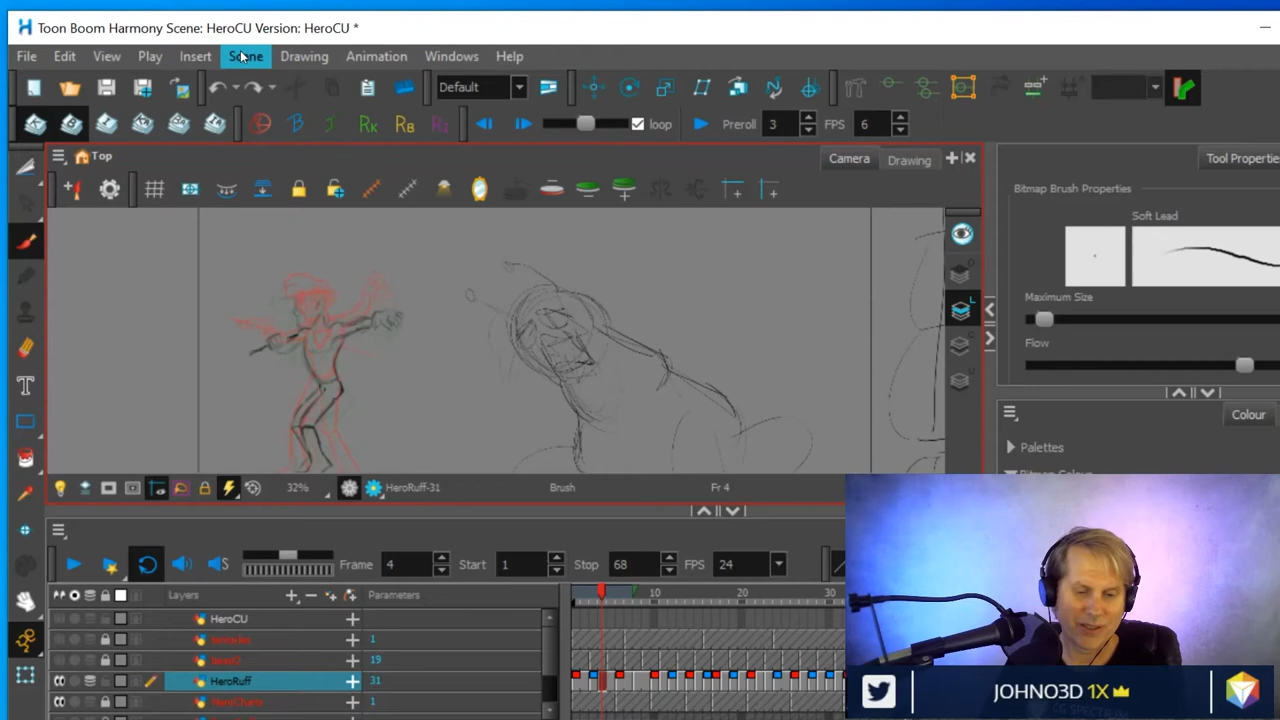 Toon Boom Harmony Scene: HeroCU Version: HeroCU *
File Edit View Play Insert Scene Drawing Animation Windows Help
Default
RK RB
loop Preroll 3 FPS 6
Top Camera Drawing Tool Propertie
Bitmap Brush Properties
Soft Lead
Maximum Size
Flow
Colour
Palettes
32% HeroRuff-31 Brush Fr 4
Frame 4 Start 1 Stop 68 FPS 24
Layers Parameters 10 20 30
HeroCU
1
19
HeroRuff 31
1
JOHNO3D 1X